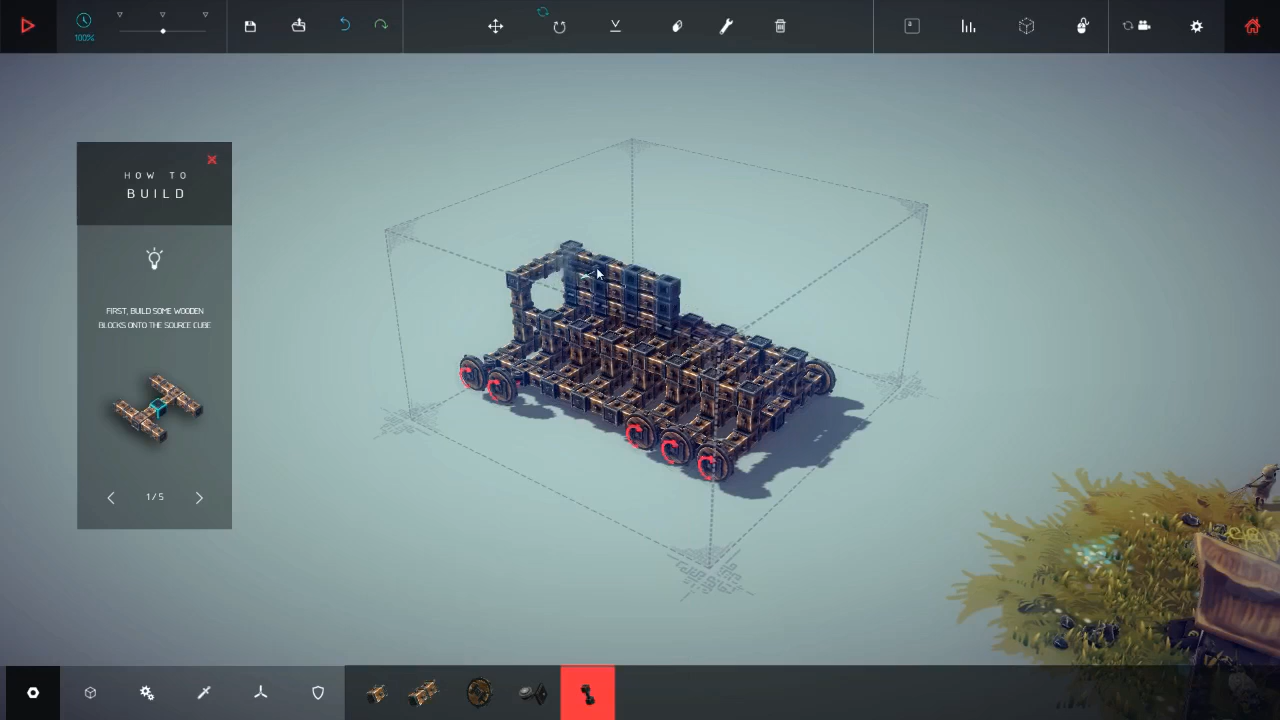 100%
HOW TO
BUILD
FIRST, BUILD SOME WOODEN
BLOCKS ONTO THE SOURCE CUBE
1/5